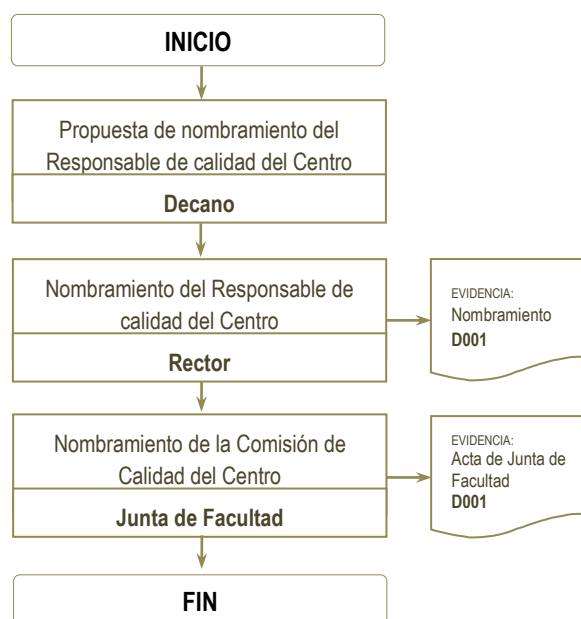 INICIO
Propuesta de nombramiento del
Responsable de calidad del Centro
Decano
Nombramiento del Responsable de
calidad del Centro
Rector
EVIDENCIA:
Nombramiento
D001
Nombramiento de la Comisión de
Calidad del Centro
Junta de Facultad
EVIDENCIA:
Acta de Junta de
Facultad
D001
FIN